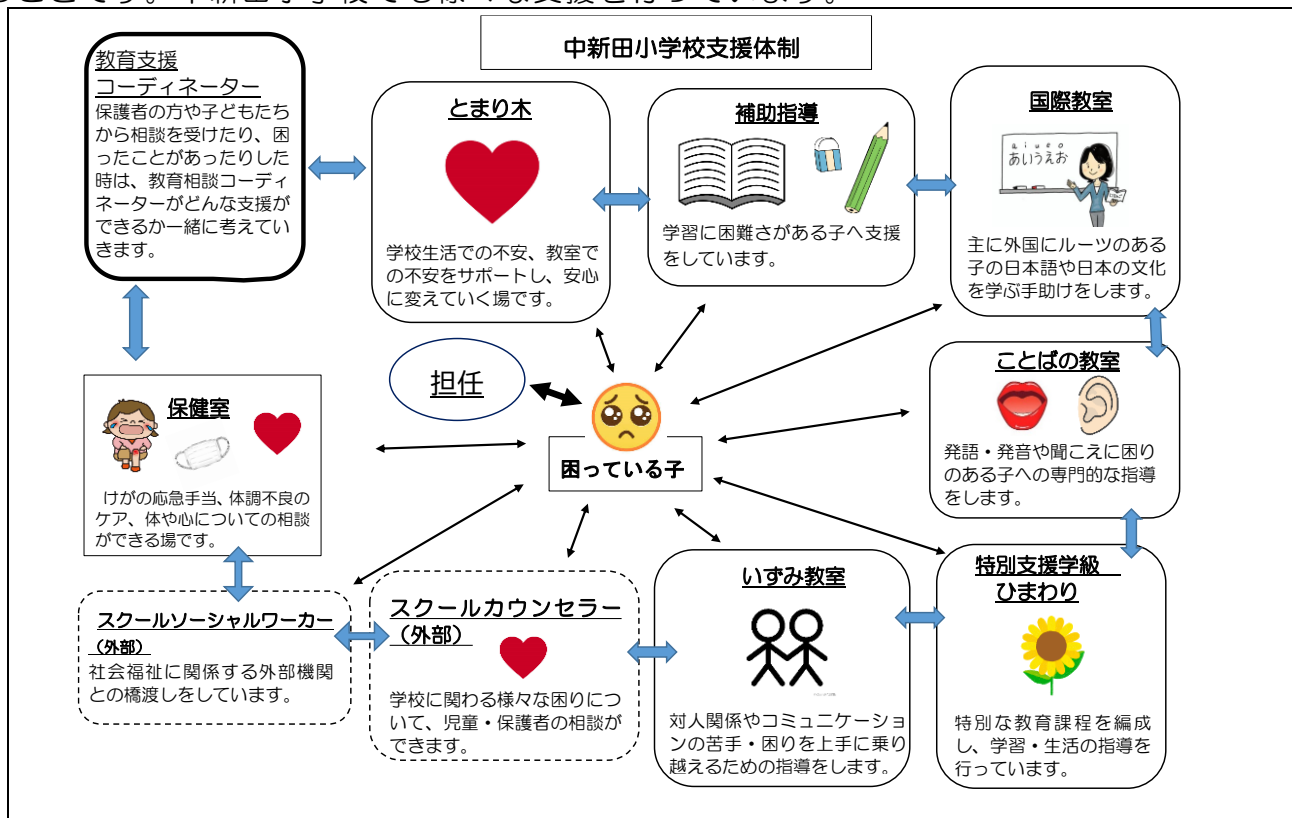 中新田小学校支援体制
教育支援
コーディネーター
保護者の方や子どもたち
から相談を受けたり、困
ったことがあったりした
時は、教育相談コーディ
ネーターがどんな支援が
できるか一緒に考えてい
きます。
とまり木
学校生活での不安、教室で
の不安をサポートし、安心
に変えていく場です。
補助指導
学習に困難さがある子へ支援
をしています。
国際教室
a i u e o
あいうえお
主に外国にルーツのある
子の日本語や日本の文化
を学ぶ手助けをします。
担任
困っている子
ことばの教室
発語・発音や聞こえに困り
のある子への専門的な指導
をします。
保健室
けがの応急手当、体調不良の
ケア、体や心についての相談
ができる場です。
スクールソーシャルワーカー
（外部）
社会福祉に関係する外部機関
との橋渡しをしています。
スクールカウンセラー
（外部）
学校に関わる様々な困りにつ
いて、児童・保護者の相談が
できます。
いずみ教室
対人関係やコミュニケーショ
ンの苦手・困りを上手に乗り
越えるための指導をします。
特別支援学級
ひまわり
特別な教育課程を編成
し、学習・生活の指導を
行っています。